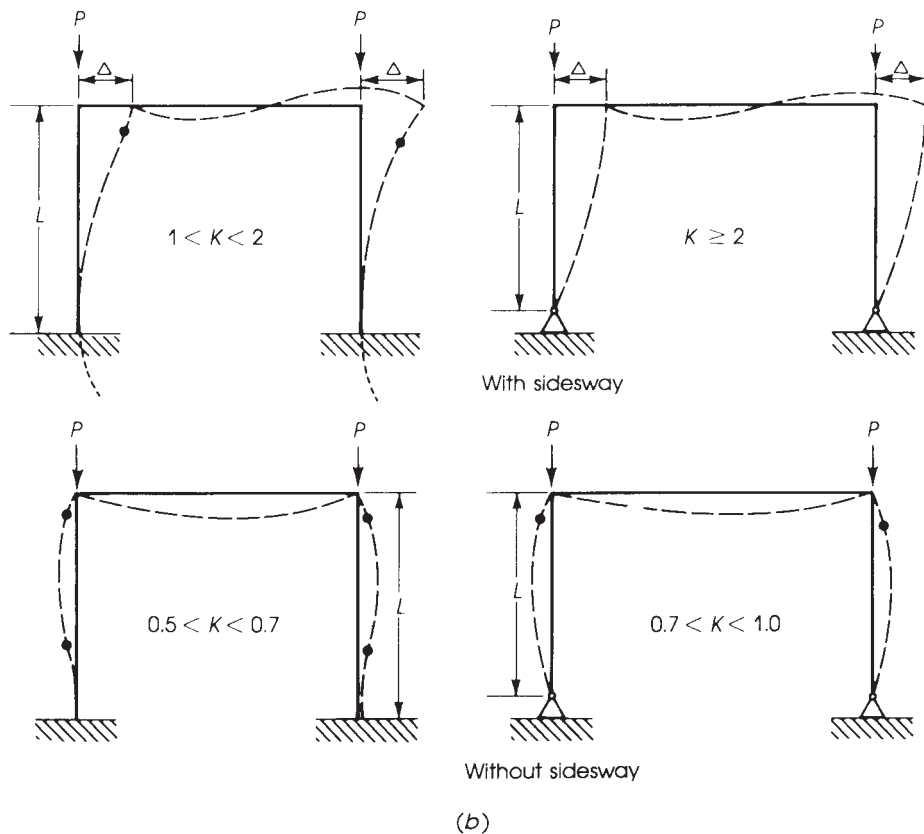 P P
Δ Δ
L
1 < K < 2
P P
Δ Δ
L
K ≥ 2
With sidesway
P P
L
0.5 < K < 0.7
P P
L
0.7 < K < 1.0
Without sidesway
(b)